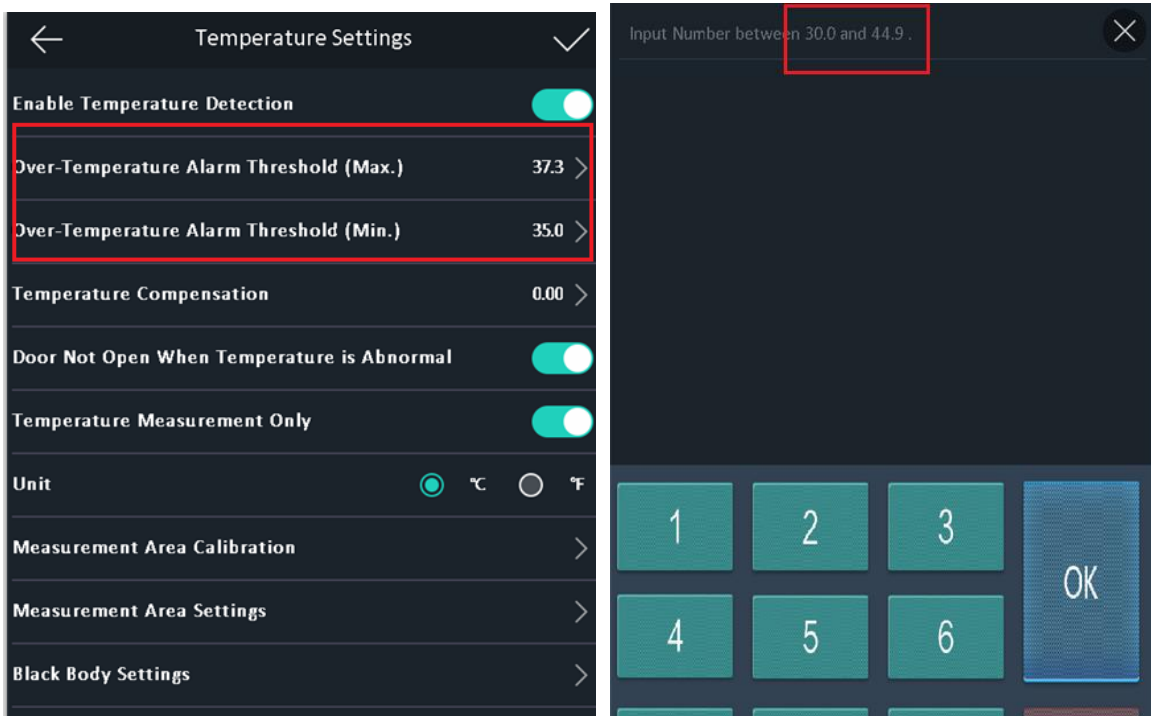 Temperature Settings
Enable Temperature Detection
Over-Temperature Alarm Threshold (Max.) 37.3
Over-Temperature Alarm Threshold (Min.) 35.0
Temperature Compensation 0.00
Door Not Open When Temperature is Abnormal
Temperature Measurement Only
Unit ℃ ℉
Measurement Area Calibration
Measurement Area Settings
Black Body Settings
Input Number between 30.0 and 44.9 .
1 2 3
OK
4 5 6